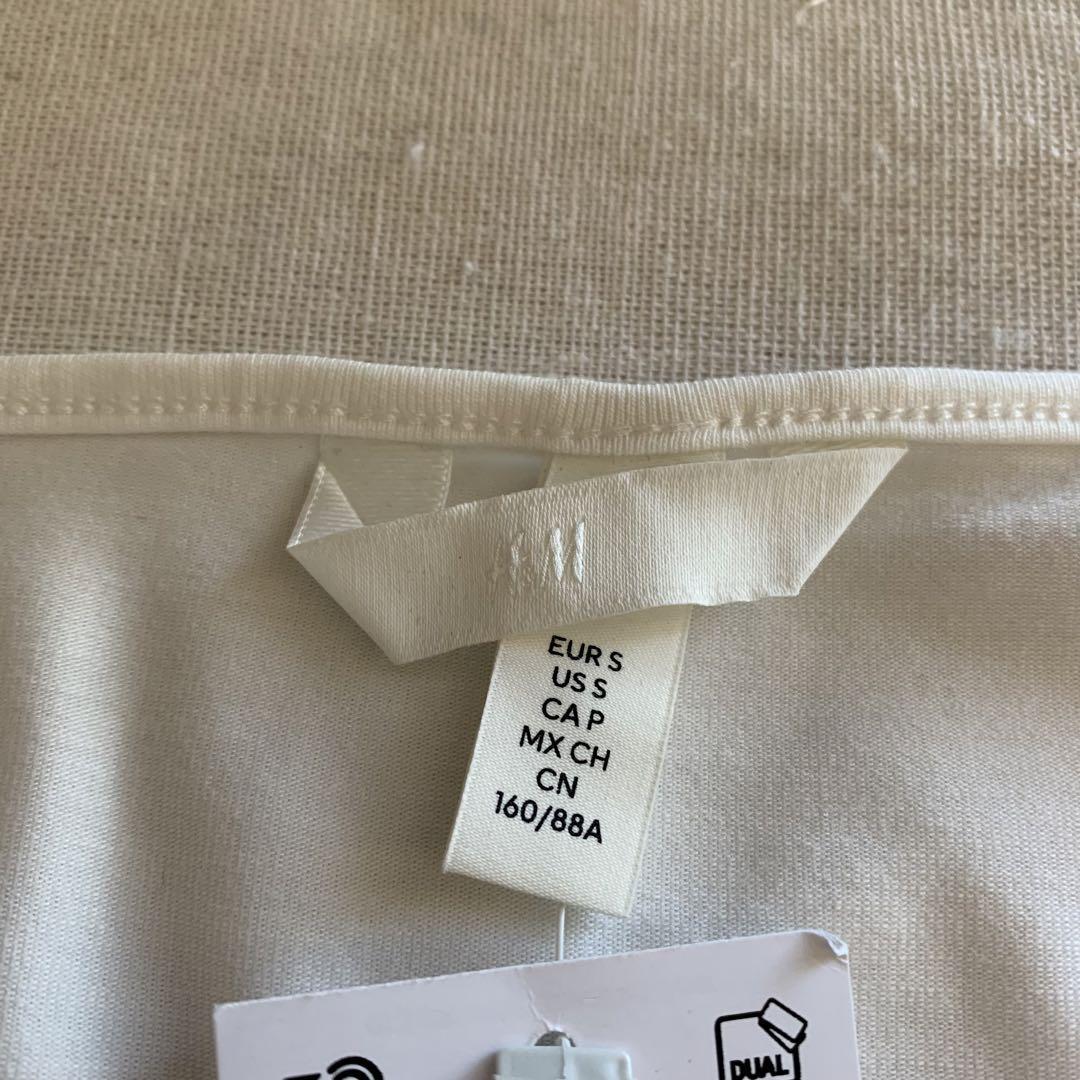 H&M
EUR S
US S
CA P
MX CH
CN
160/88A
DUAL